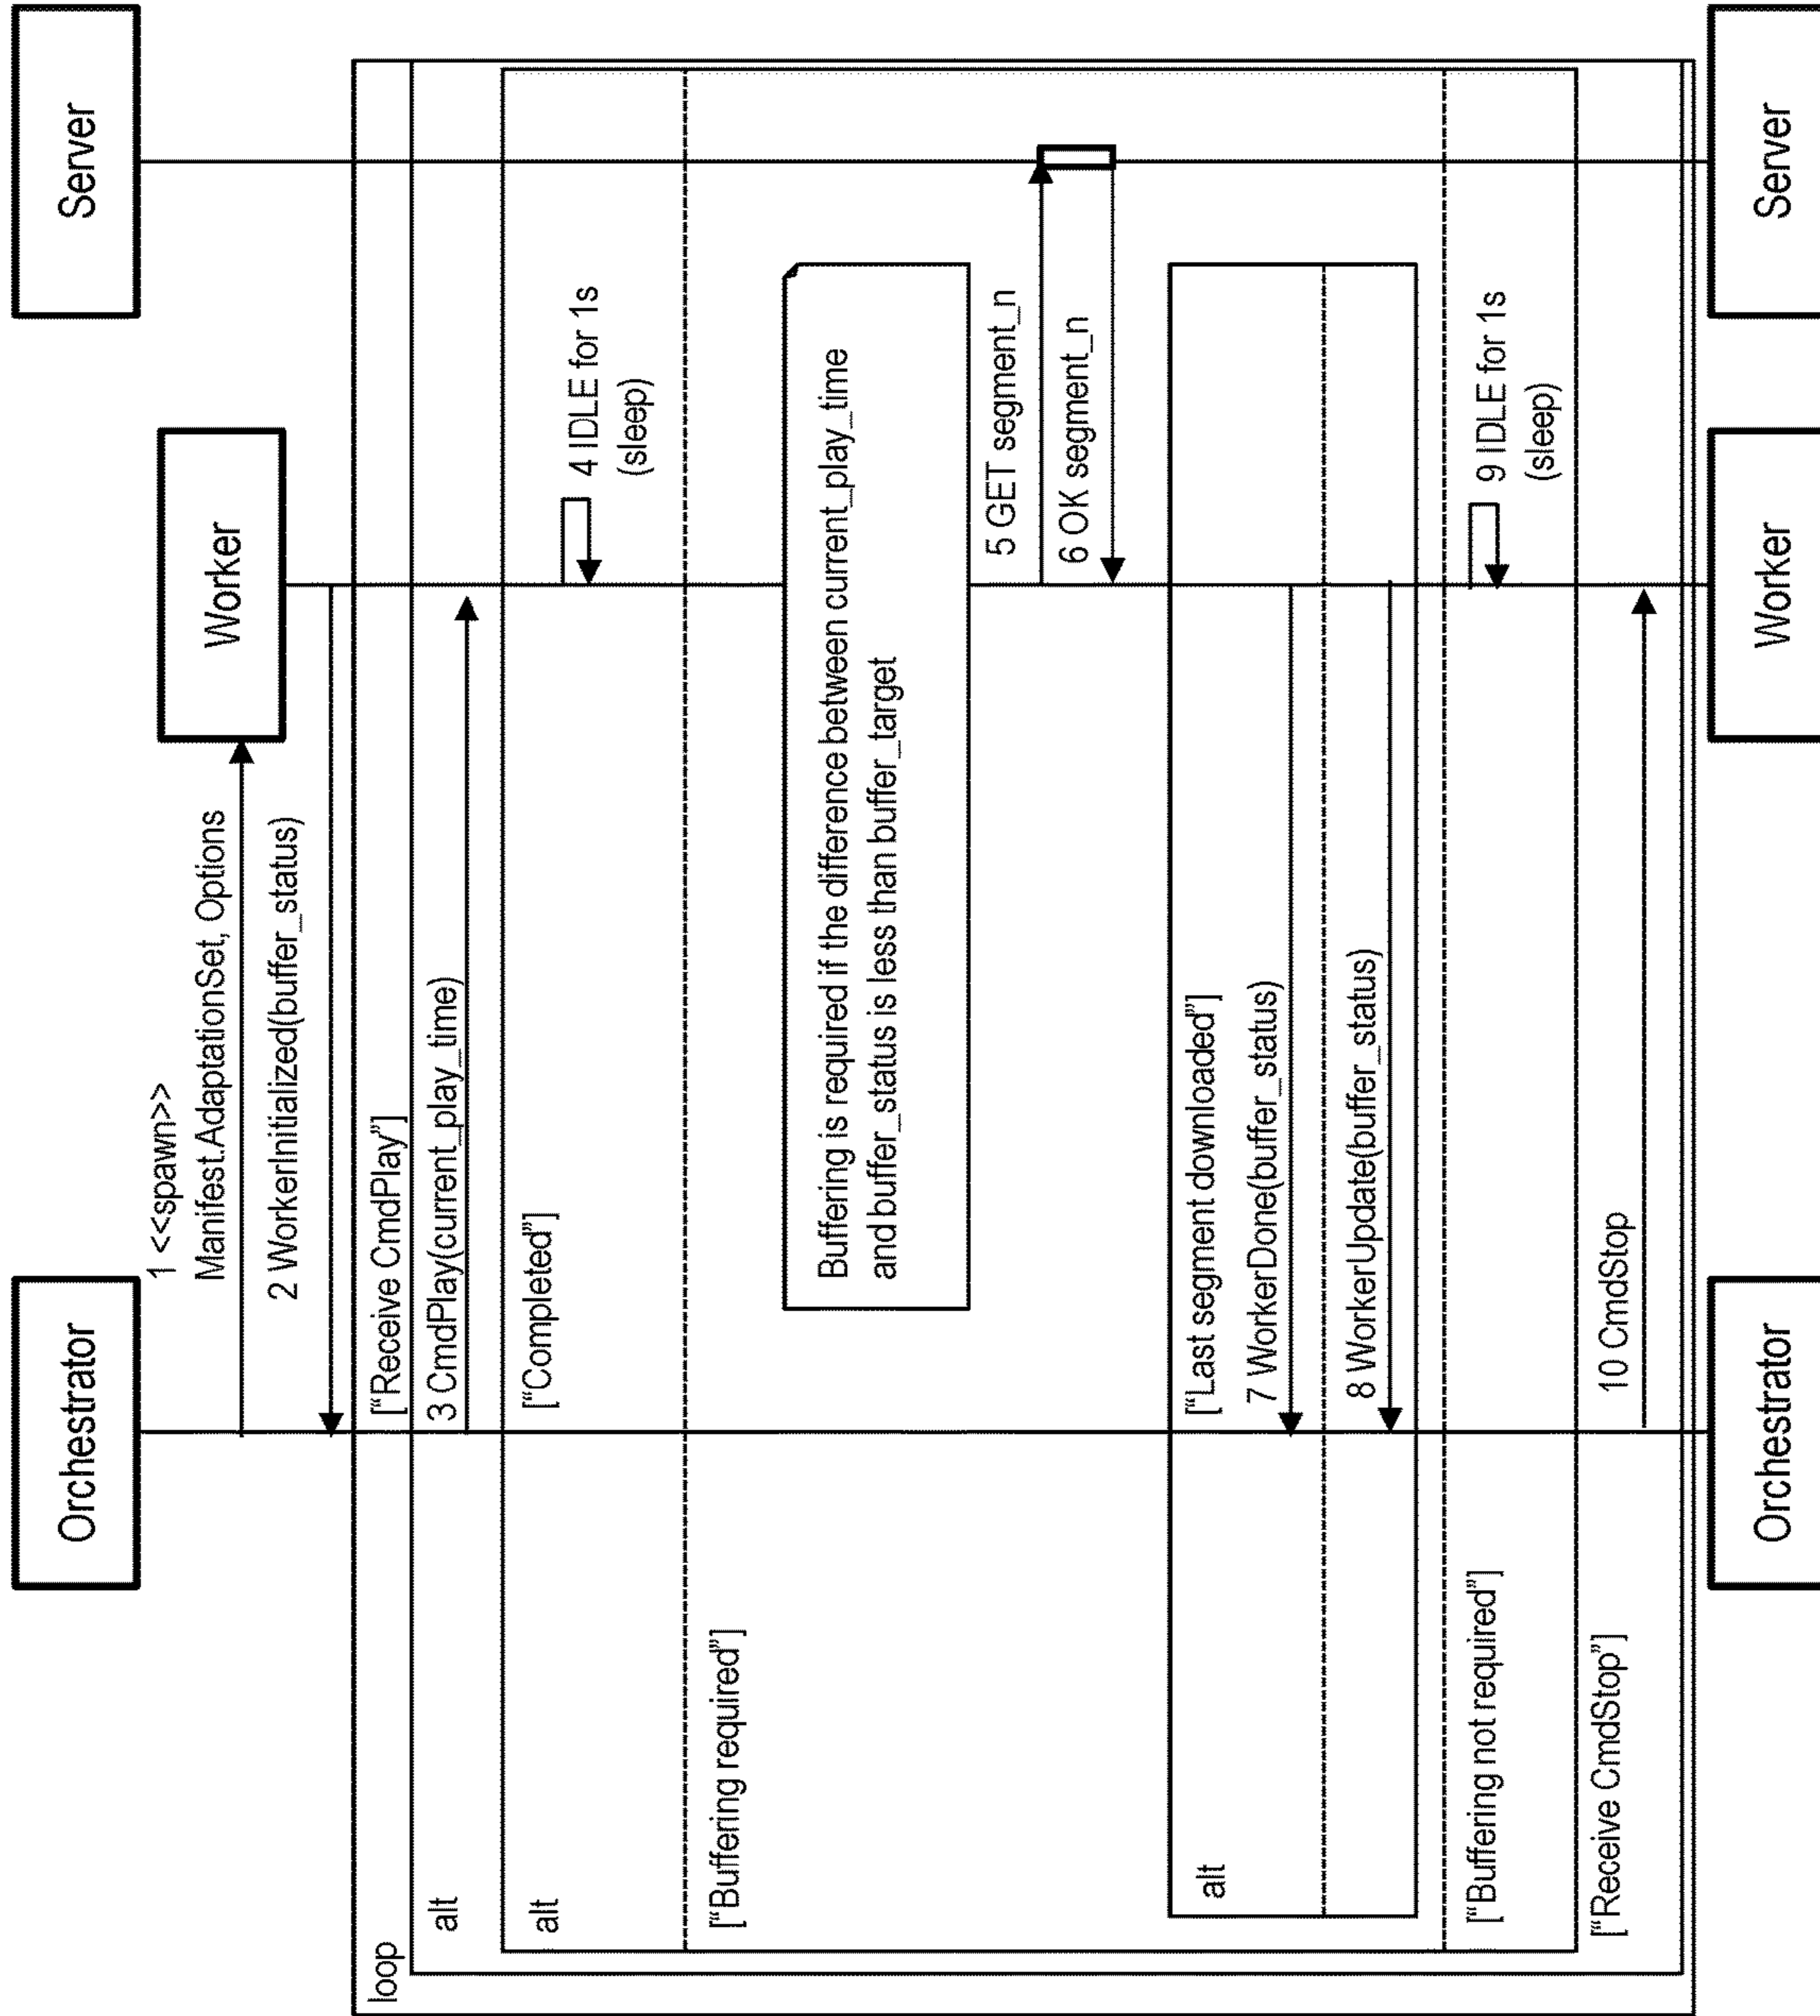 Orchestrator
Worker
Server
1 <<spawn>>
Manifest.AdaptationSet, Options
2 WorkerInitialized(buffer_status)
loop
["Receive CmdPlay”]
alt
3 CmdPlay(current_play_time)
alt
[“Completed”]
4 IDLE for 1s
(sleep)
[“Buffering required”]
Buffering is required if the difference between current_play_time
and buffer_status is less than buffer_target
5 GET segment_n
6 OK segment_n
alt
[“Last segment downloaded”]
7 WorkerDone(buffer_status)
8 WorkerUpdate(buffer_status)
[“Buffering not required”]
9 IDLE for 1s
(sleep)
[“Receive CmdStop”]
10 CmdStop
Orchestrator
Worker
Server